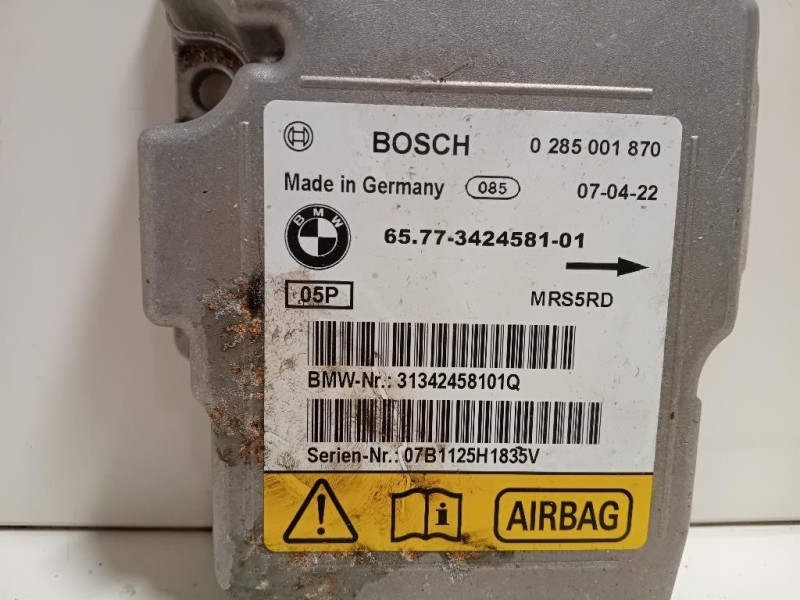 BOSCH 0 285 001 870
Made in Germany 085 07-04-22
BMW 65.77-3424581-01
05P MRS5RD
BMW-Nr.: 31342458101Q
Serien-Nr.: 07B1125H1835V
AIRBAG